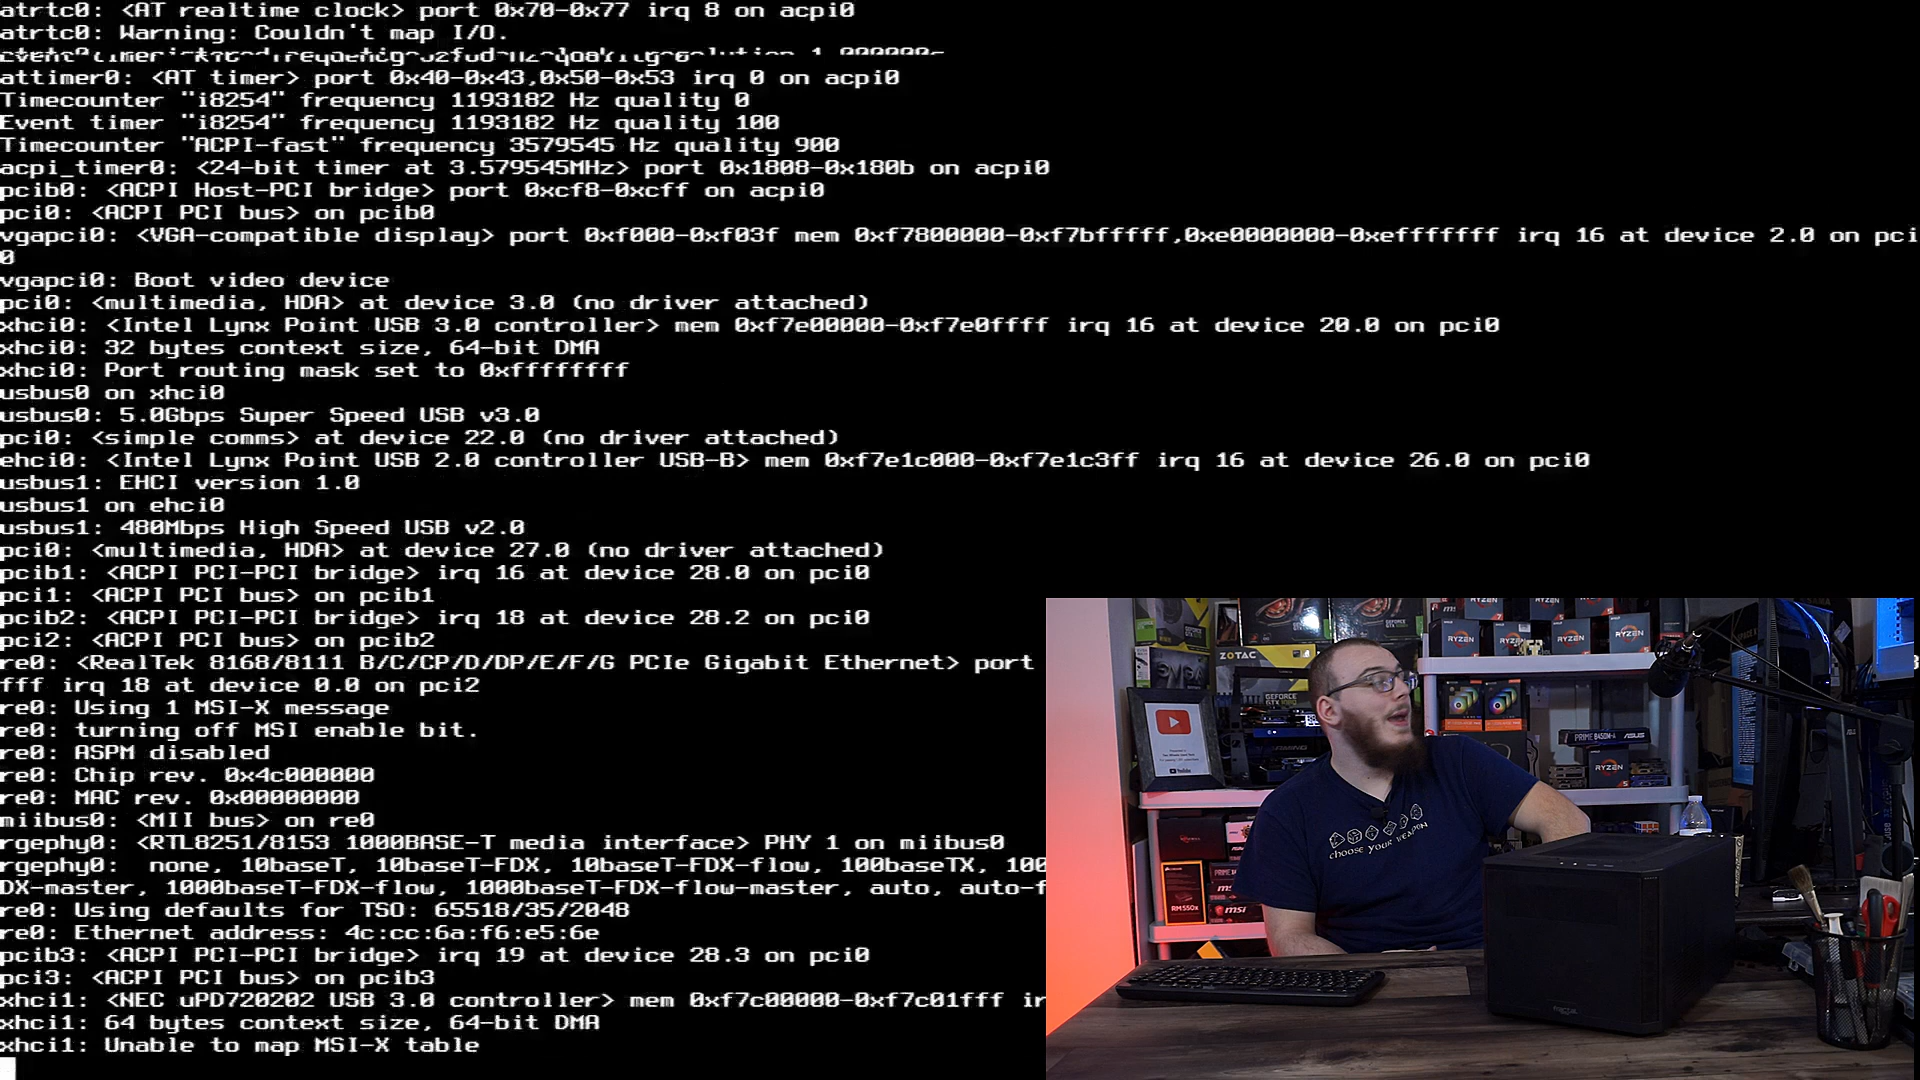 atrtc0: <AT realtime clock> port 0x70-0x77 irq 8 on acpi0
atrtc0: Warning: Couldn't map I/O.
attimer0: <AT timer> port 0x40-0x43,0x50-0x53 irq 0 on acpi0
Timecounter "i8254" frequency 1193182 Hz quality 0
Event timer "i8254" frequency 1193182 Hz quality 100
Timecounter "ACPI-fast" frequency 3579545 Hz quality 900
acpi_timer0: <24-bit timer at 3.579545MHz> port 0x1808-0x180b on acpi0
pcib0: <ACPI Host-PCI bridge> port 0xcf8-0xcff on acpi0
pci0: <ACPI PCI bus> on pcib0
vgapci0: <VGA-compatible display> port 0xf000-0xf03f mem 0xf7800000-0xf7bfffff,0xe0000000-0xefffffff irq 16 at device 2.0 on pci
0
vgapci0: Boot video device
pci0: <multimedia, HDA> at device 3.0 (no driver attached)
xhci0: <Intel Lynx Point USB 3.0 controller> mem 0xf7e00000-0xf7e0ffff irq 16 at device 20.0 on pci0
xhci0: 32 bytes context size, 64-bit DMA
xhci0: Port routing mask set to 0xffffffff
usbus0 on xhci0
usbus0: 5.0Gbps Super Speed USB v3.0
pci0: <simple comms> at device 22.0 (no driver attached)
ehci0: <Intel Lynx Point USB 2.0 controller USB-B> mem 0xf7e1c000-0xf7e1c3ff irq 16 at device 26.0 on pci0
usbus1: EHCI version 1.0
usbus1 on ehci0
usbus1: 480Mbps High Speed USB v2.0
pci0: <multimedia, HDA> at device 27.0 (no driver attached)
pcib1: <ACPI PCI-PCI bridge> irq 16 at device 28.0 on pci0
pci1: <ACPI PCI bus> on pcib1
pcib2: <ACPI PCI-PCI bridge> irq 18 at device 28.2 on pci0
pci2: <ACPI PCI bus> on pcib2
re0: <RealTek 8168/8111 B/C/CP/D/DP/E/F/G PCIe Gigabit Ethernet> port
fff irq 18 at device 0.0 on pci2
re0: Using 1 MSI-X message
re0: turning off MSI enable bit.
re0: ASPM disabled
re0: Chip rev. 0x4c000000
re0: MAC rev. 0x00000000
miibus0: <MII bus> on re0
rgephy0: <RTL8251/8153 1000BASE-T media interface> PHY 1 on miibus0
rgephy0:  none, 10baseT, 10baseT-FDX, 10baseT-FDX-flow, 100baseTX, 100
DX-master, 1000baseT-FDX-flow, 1000baseT-FDX-flow-master, auto, auto-f
re0: Using defaults for TSO: 65518/35/2048
re0: Ethernet address: 4c:cc:6a:f6:e5:6e
pcib3: <ACPI PCI-PCI bridge> irq 19 at device 28.3 on pci0
pci3: <ACPI PCI bus> on pcib3
xhci1: <NEC uPD720202 USB 3.0 controller> mem 0xf7c00000-0xf7c01fff ir
xhci1: 64 bytes context size, 64-bit DMA
xhci1: Unable to map MSI-X table
ZOTAC
GEFORCE
RYZEN
RYZEN
RYZEN
RYZEN
PRIME B450M-A
ASUS
RYZEN
YouTube
choose your weapon
RM550x
msi